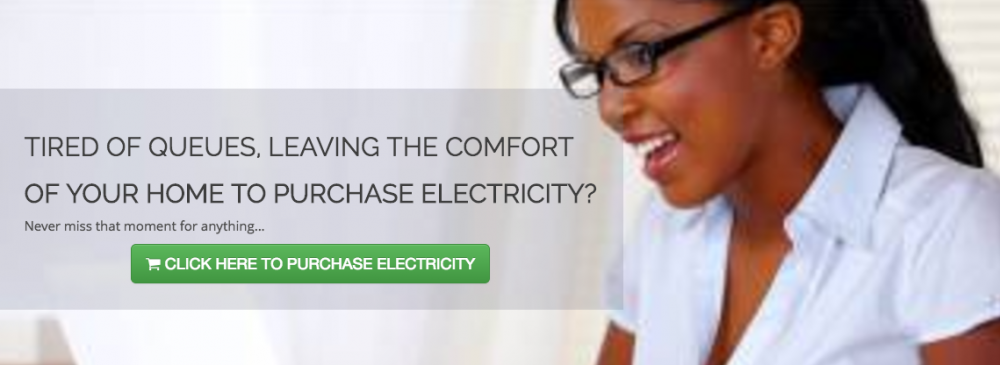 TIRED OF QUEUES, LEAVING THE COMFORT
OF YOUR HOME TO PURCHASE ELECTRICITY?
Never miss that moment for anything...
CLICK HERE TO PURCHASE ELECTRICITY